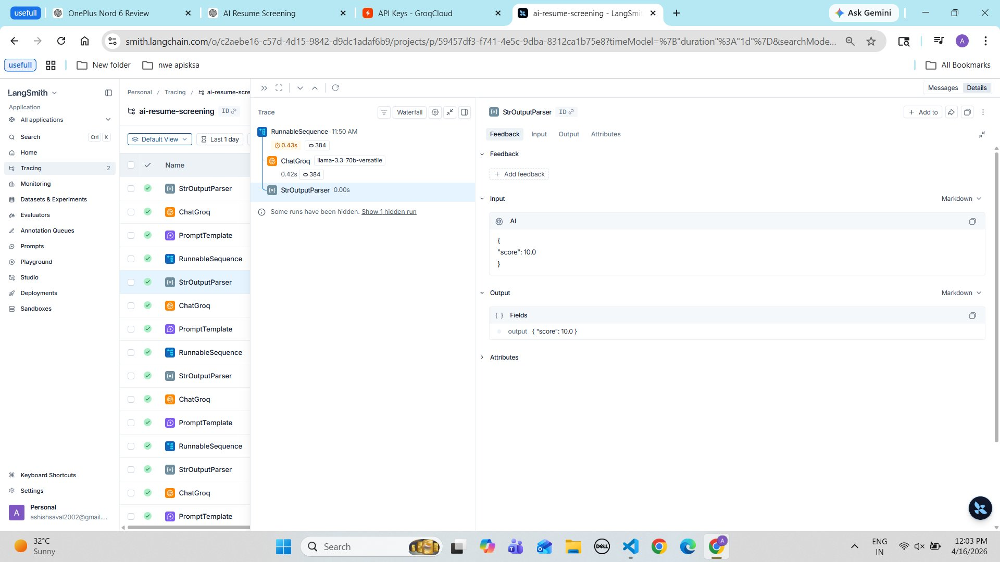 usefull
OnePlus Nord 6 Review
AI Resume Screening
API Keys - GroqCloud
ai-resume-screening - LangSmi
Ask Gemini
smith.langchain.com/o/c2aebe16-c57d-4d15-9842-d9dc1adaf6b9/projects/p/59457df3-f741-4e5c-9dba-8312ca1b75e8?timeModel=%7B"duration"%3A"1d"%7D&searchMode...
A
usefull
New folder
nwe apisksa
All Bookmarks
LangSmith
Application
All applications
Search Ctrl K
Home
Tracing 2
Monitoring
Datasets & Experiments
Evaluators
Annotation Queues
Prompts
Playground
Studio
Deployments
Sandboxes
Keyboard Shortcuts
Settings
A
Personal
ashishsaval2002@gmail....
Personal / Tracing / ai-resume-scre
ai-resume-screening ID
Default View
Last 1 day
Name
StrOutputParser
ChatGroq
PromptTemplate
RunnableSequence
StrOutputParser
ChatGroq
PromptTemplate
RunnableSequence
StrOutputParser
ChatGroq
PromptTemplate
RunnableSequence
StrOutputParser
ChatGroq
PromptTemplate
Messages
Details
Trace
Waterfall
RunnableSequence 11:50 AM
0.43s 384
ChatGroq llama-3.3-70b-versatile
0.42s 384
StrOutputParser 0.00s
Some runs have been hidden. Show 1 hidden run
StrOutputParser ID
Add to
Feedback Input Output Attributes
Feedback
Add feedback
Input Markdown
AI
{
"score": 10.0
}
Output Markdown
{ } Fields
output { "score": 10.0 }
Attributes
32°C
Sunny
Search
DELL
A
ENG
IN
12:03 PM
4/16/2026